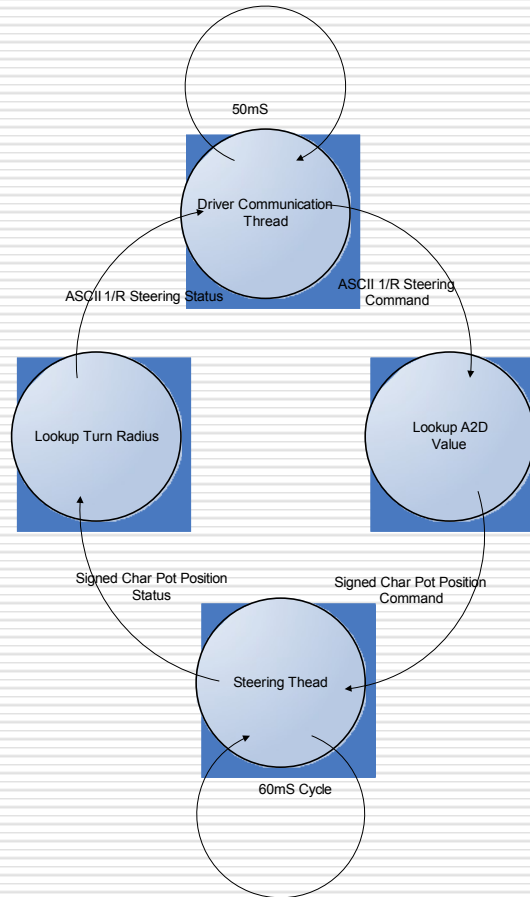 50mS
Driver Communication
Thread
ASCII 1/R Steering Status
ASCII 1/R Steering
Command
Lookup Turn Radius
Lookup A2D
Value
Signed Char Pot Position
Status
Signed Char Pot Position
Command
Steering Thead
60mS Cycle